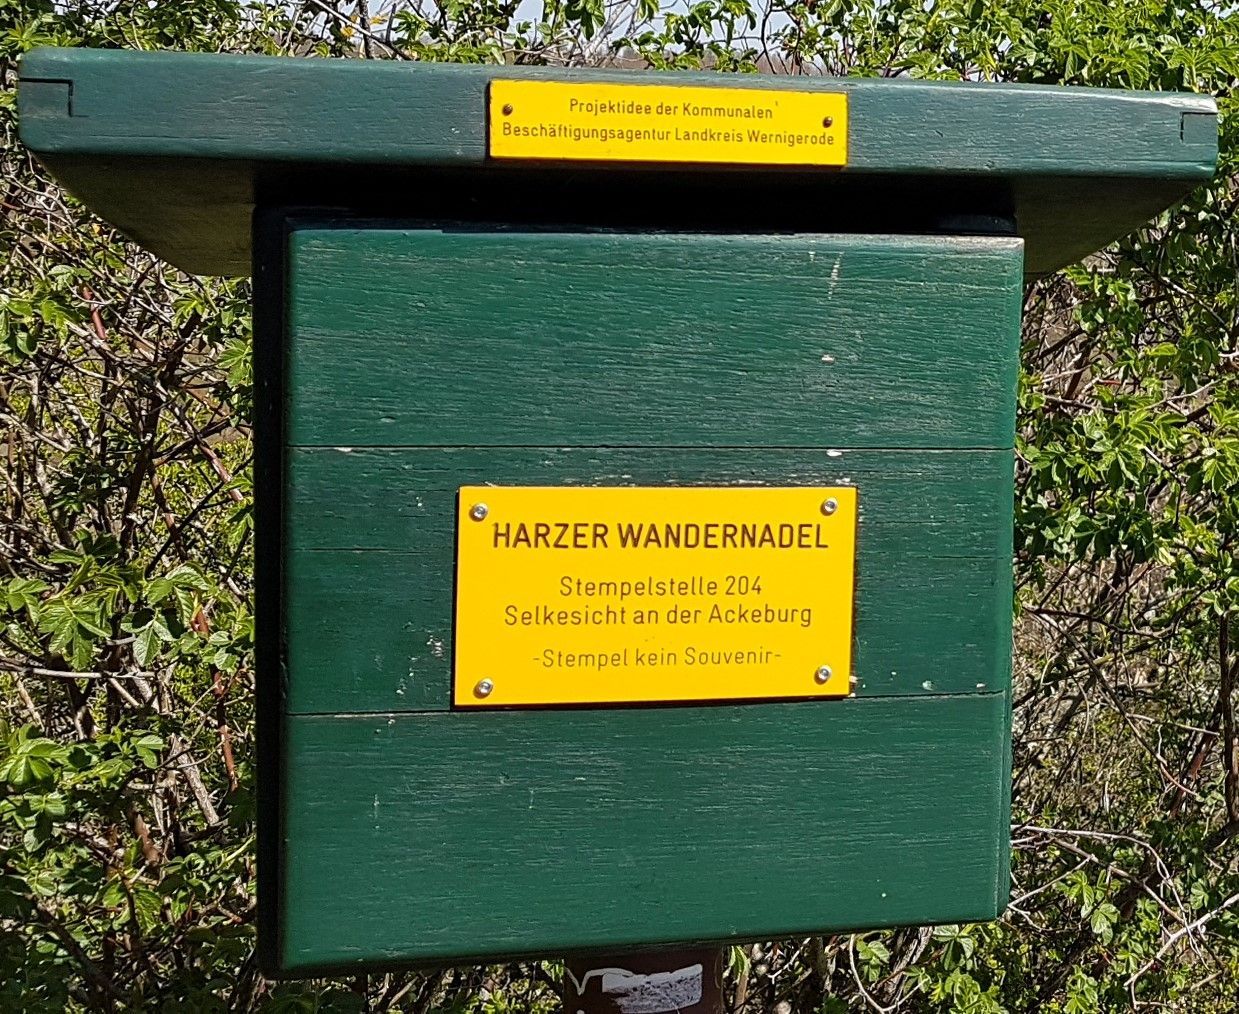 Projektidee der Kommunalen
Beschäftigungsagentur Landkreis Wernigerode
HARZER WANDERNADEL
Stempelstelle 204
Selkesicht an der Ackeburg
-Stempel kein Souvenir-